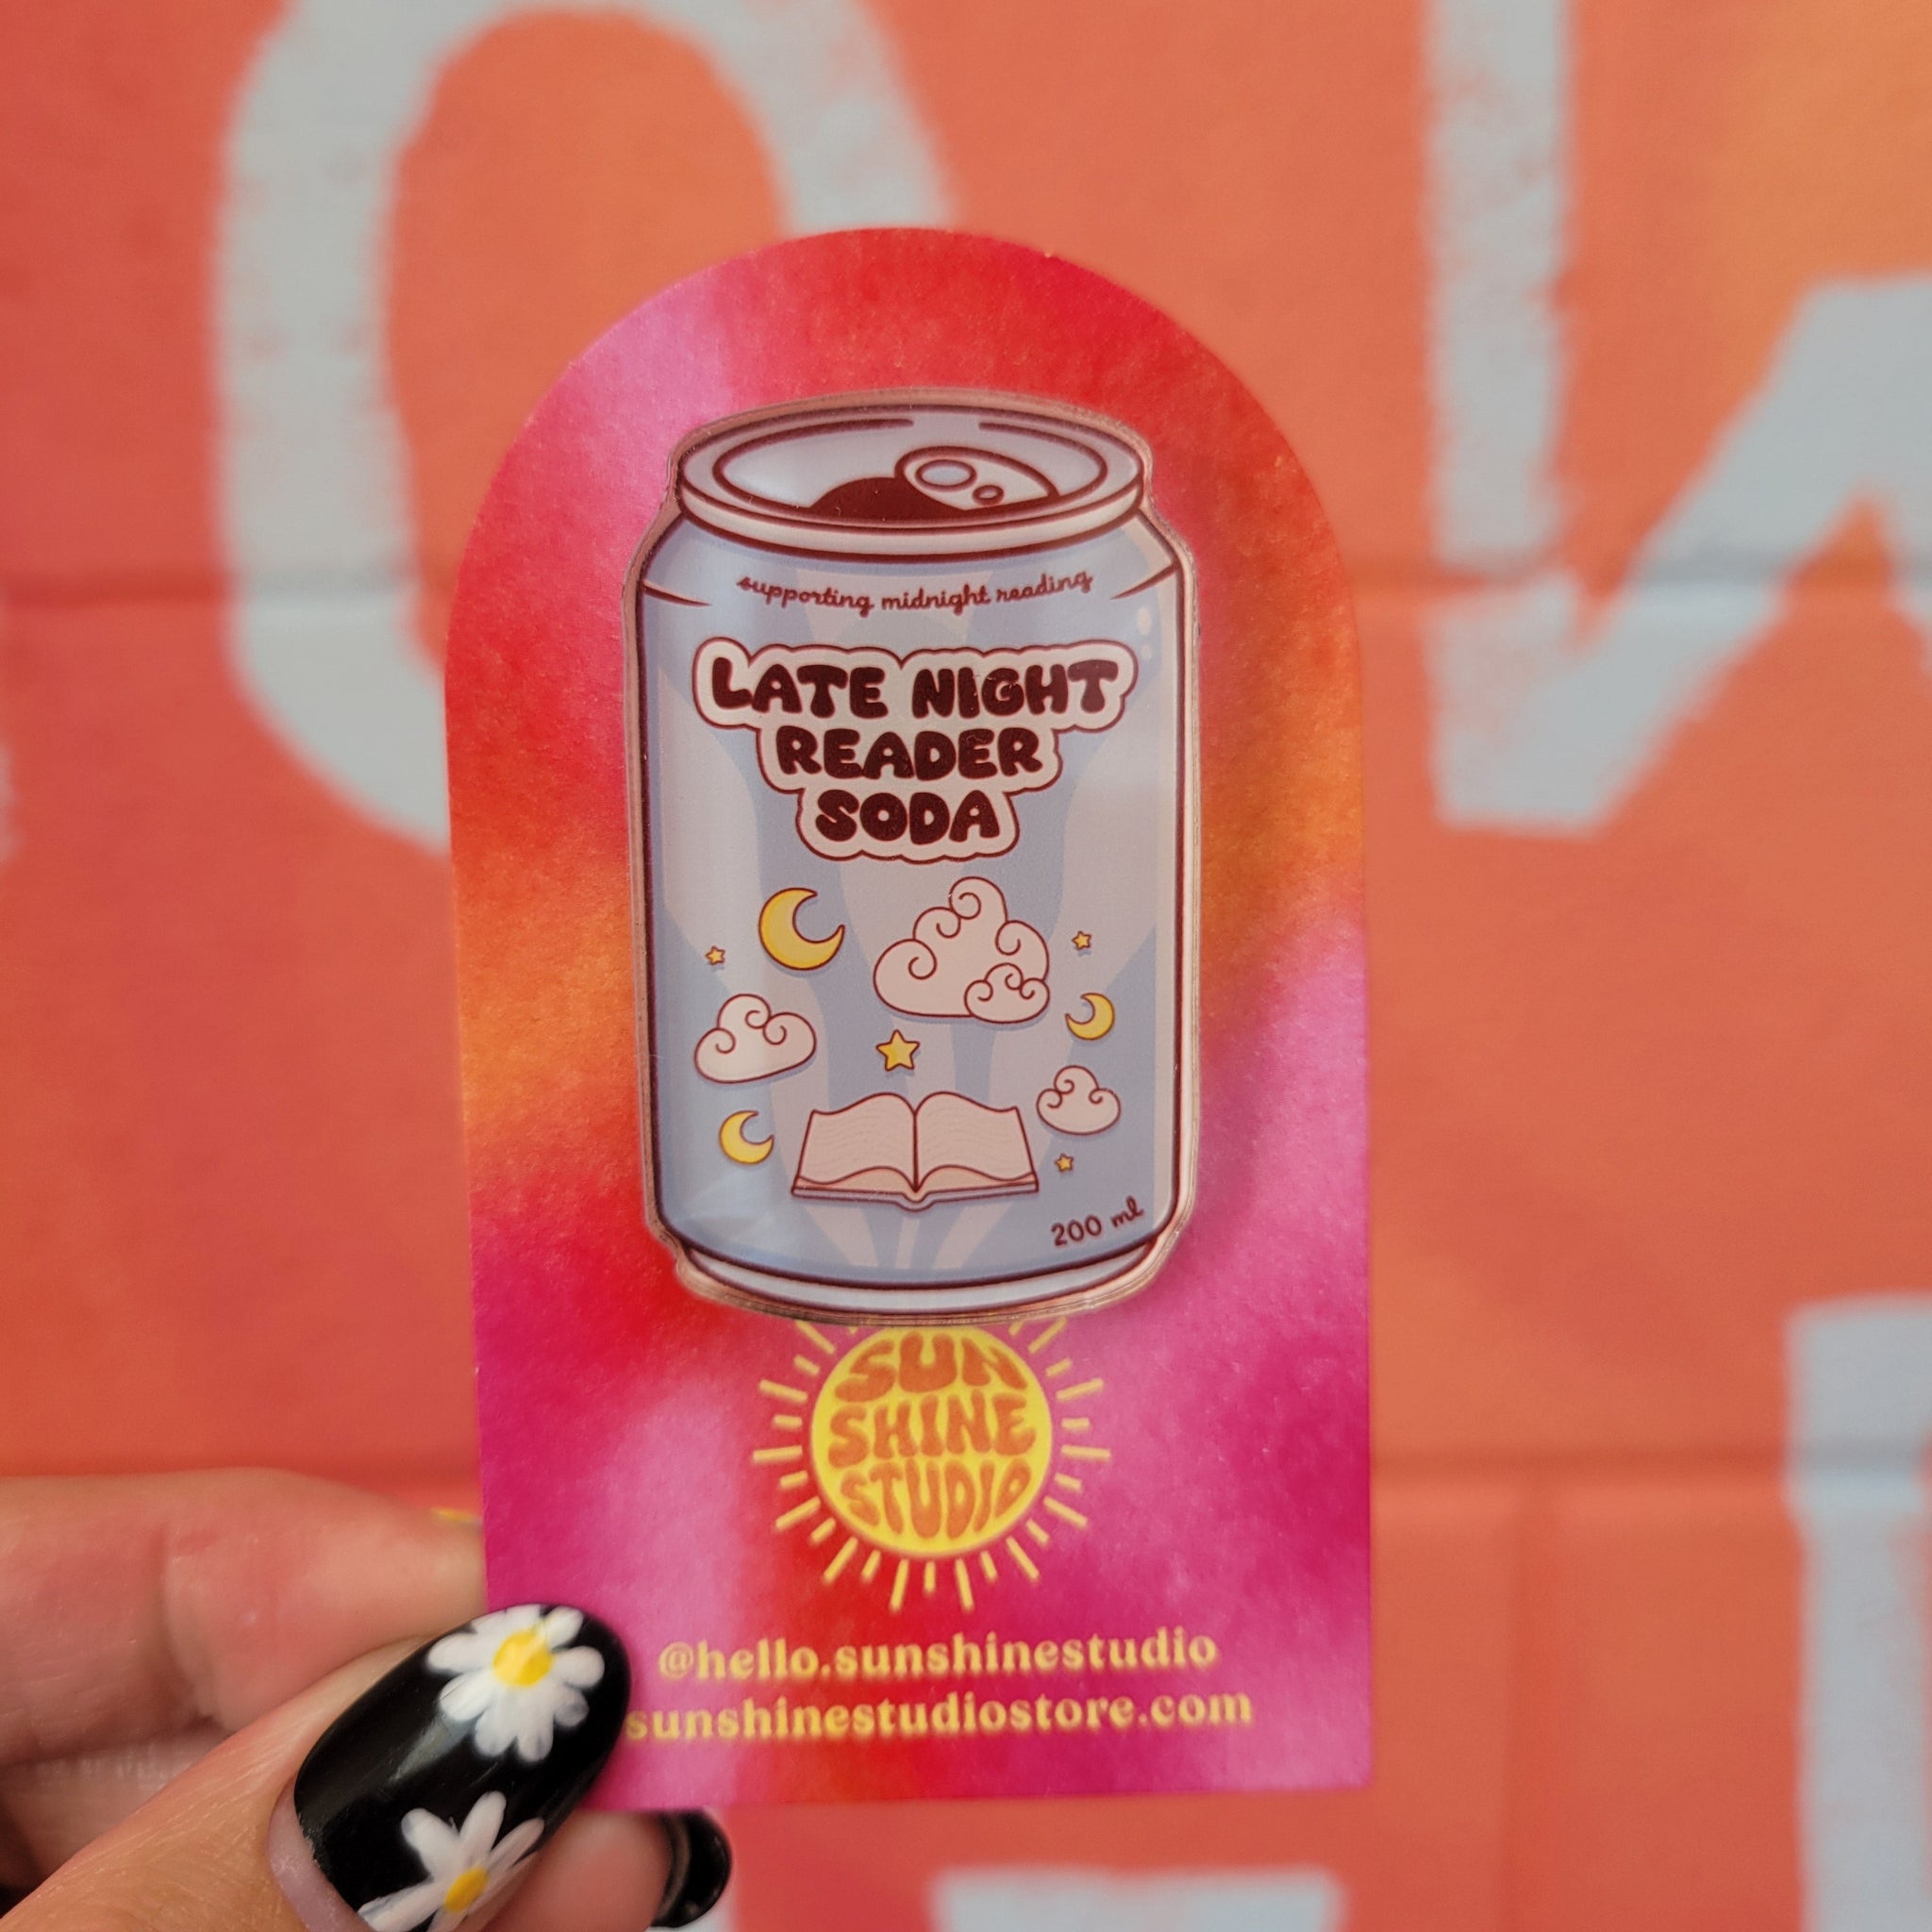 supporting midnight reading
LATE NIGHT
READER
SODA
200 ml
SUN
SHINE
STUDIO
@hello.sunshinestudio
sunshinestudiostore.com